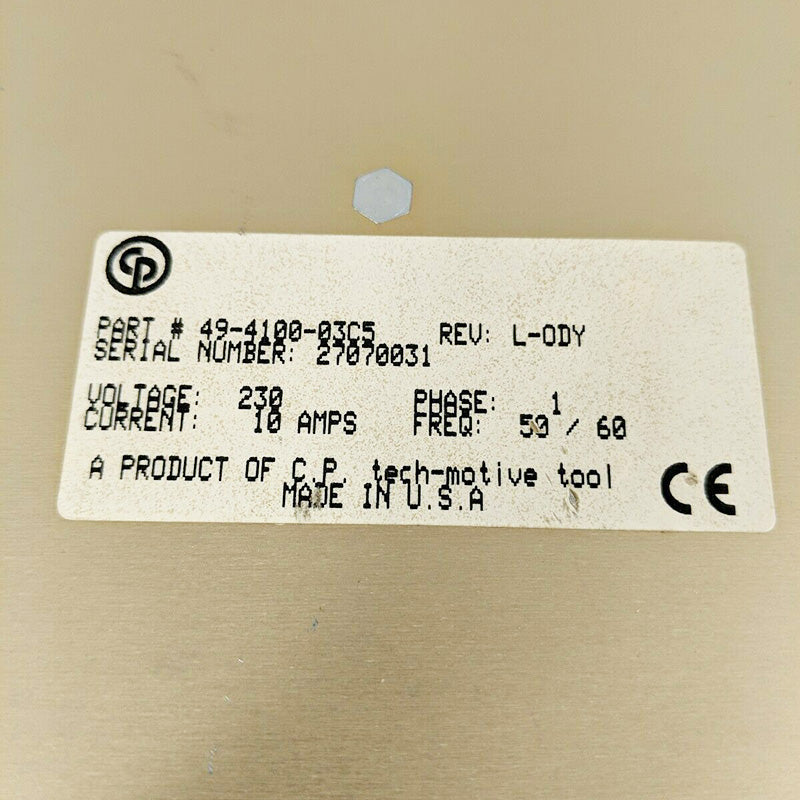 CP
PART # 49-4100-03C5 REV: L-ODY
SERIAL NUMBER: 27070031
VOLTAGE: 230 PHASE: 1
CURRENT: 10 AMPS FREQ: 50 / 60
A PRODUCT OF C.P. tech-motive tool
MADE IN U.S.A
CE